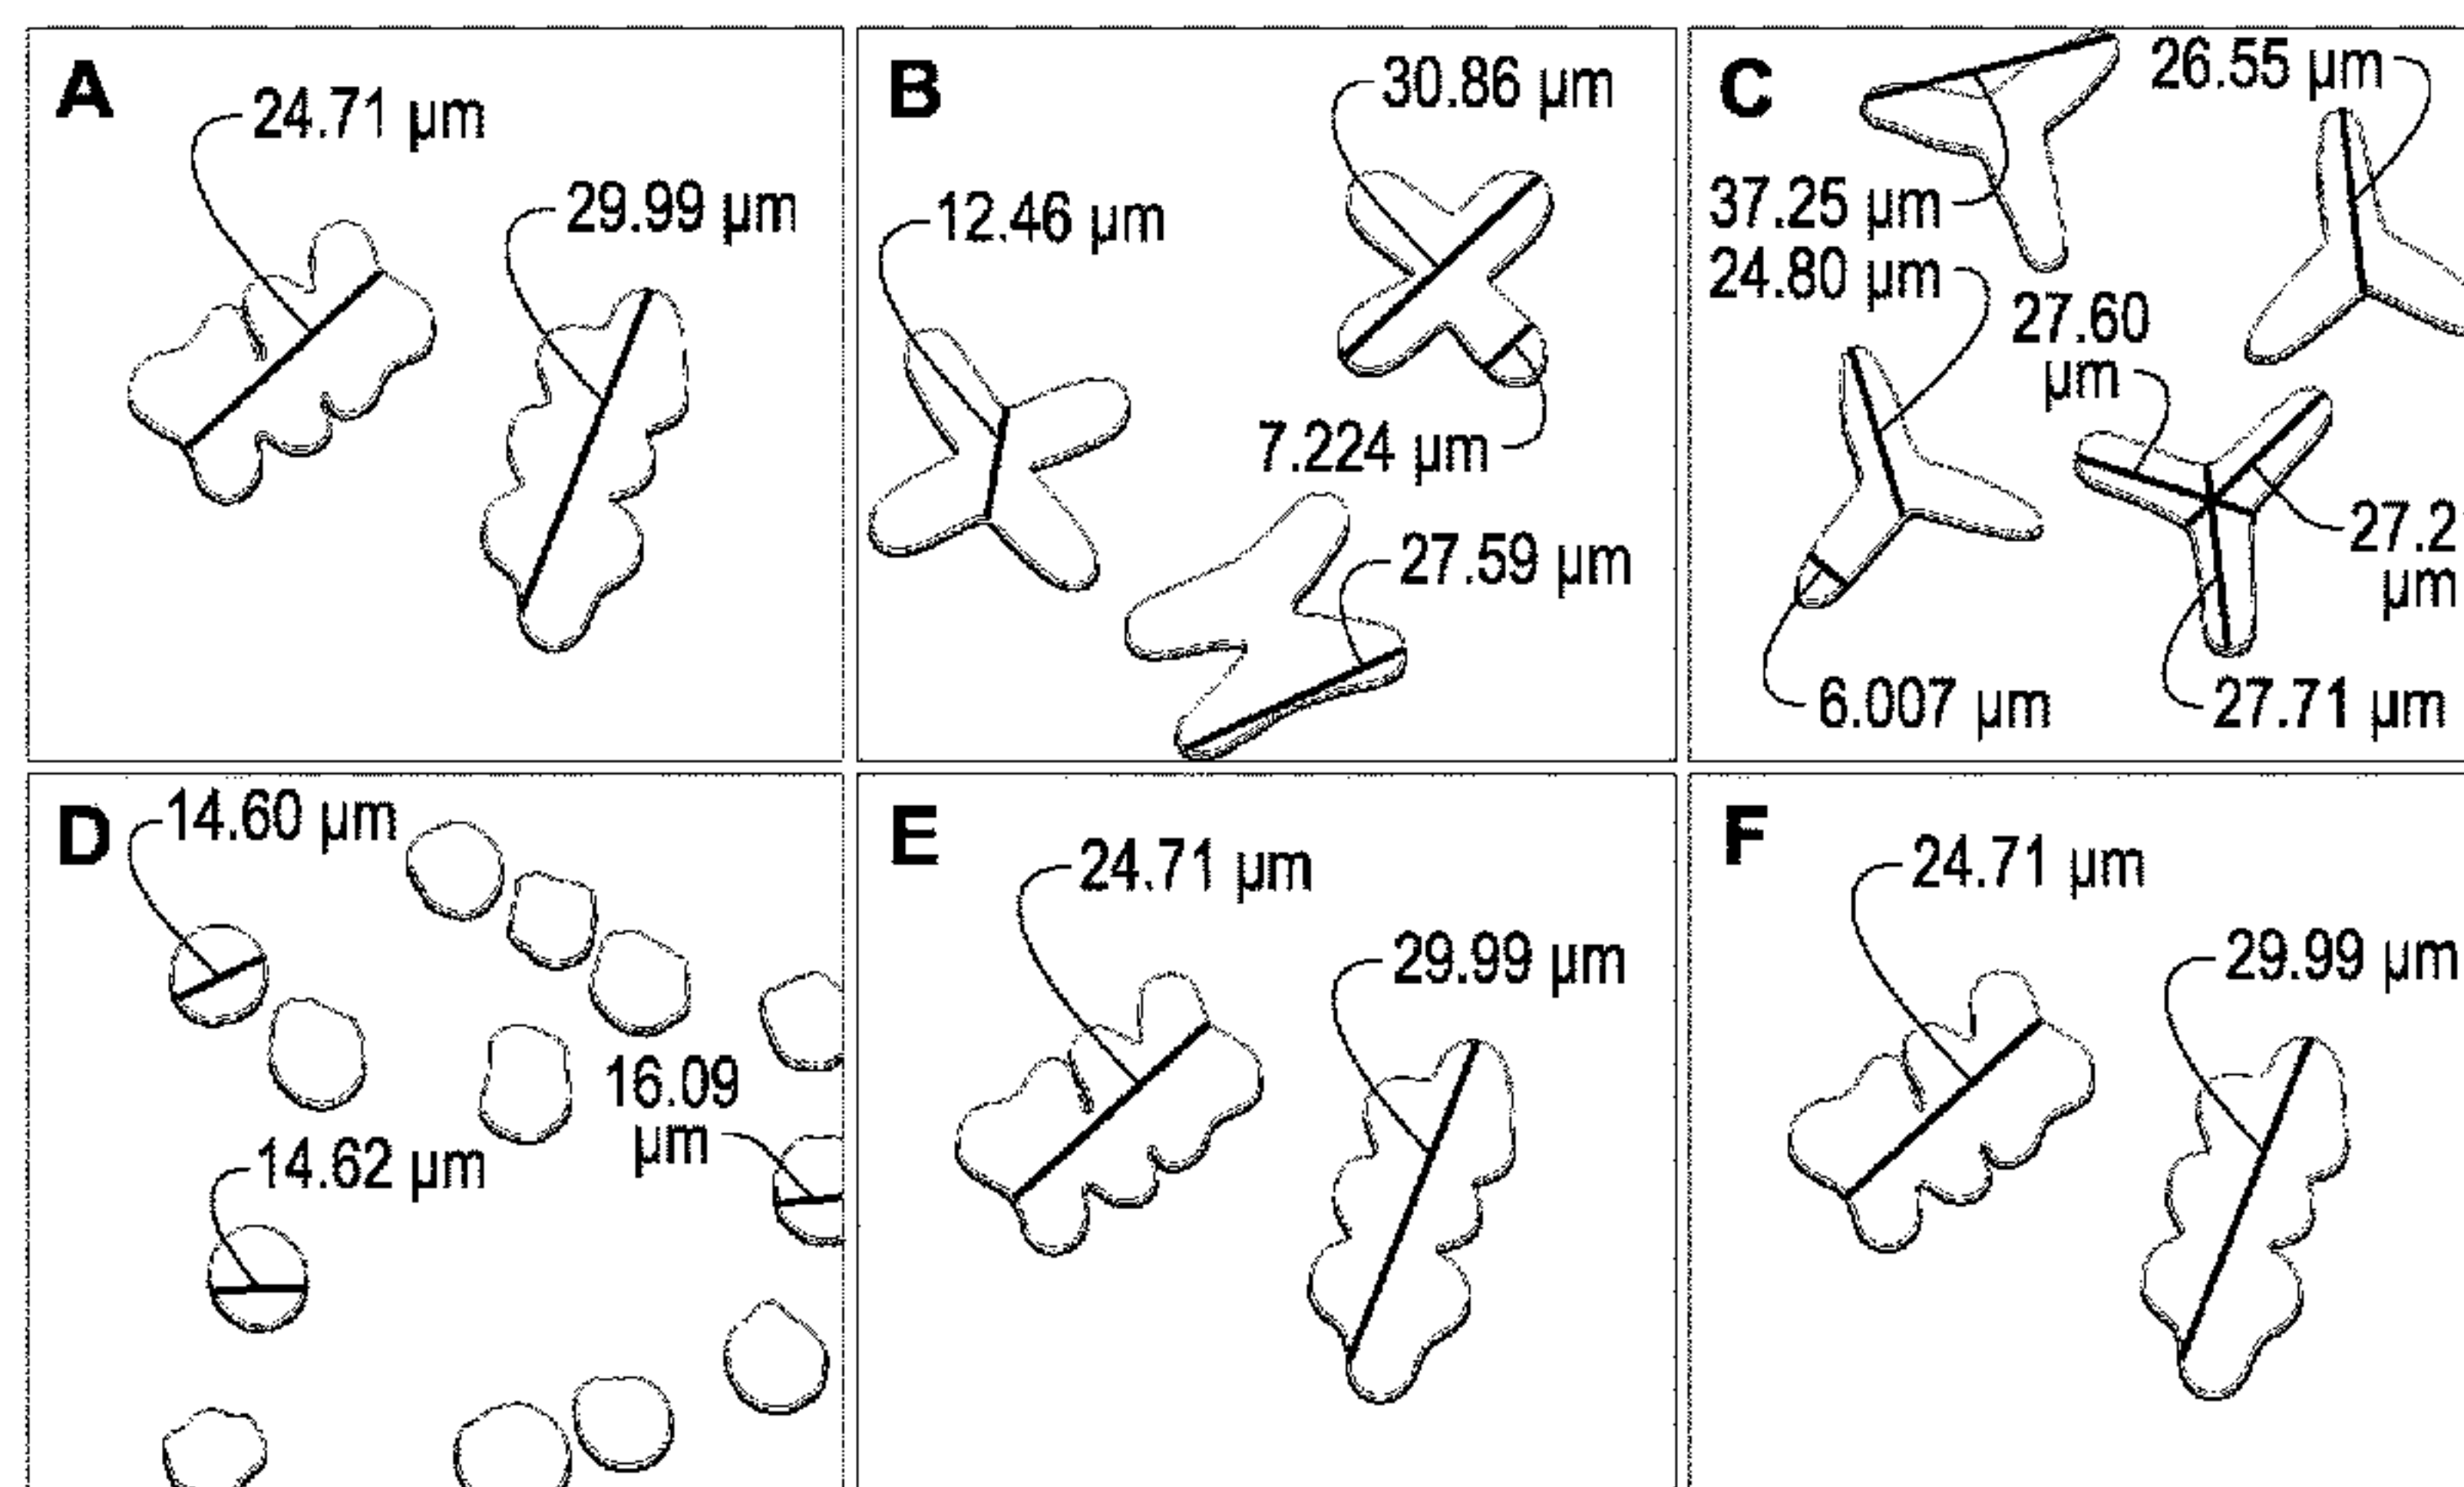 A
24.71 µm
29.99 µm
B
30.86 µm
12.46 µm
7.224 µm
27.59 µm
C
26.55 µm
37.25 µm
24.80 µm
27.60
µm
27.2
µm
6.007 µm
27.71 µm
D
14.60 µm
16.09
µm
14.62 µm
E
24.71 µm
29.99 µm
F
24.71 µm
29.99 µm